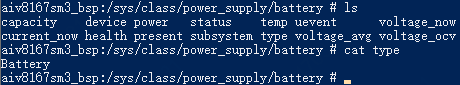 aiv8167sm3_bsp:/sys/class/power_supply/battery # ls
capacity    device power   status    temp uevent      voltage_now
current_now health present subsystem type voltage_avg voltage_ocv
aiv8167sm3_bsp:/sys/class/power_supply/battery # cat type
Battery
aiv8167sm3_bsp:/sys/class/power_supply/battery #